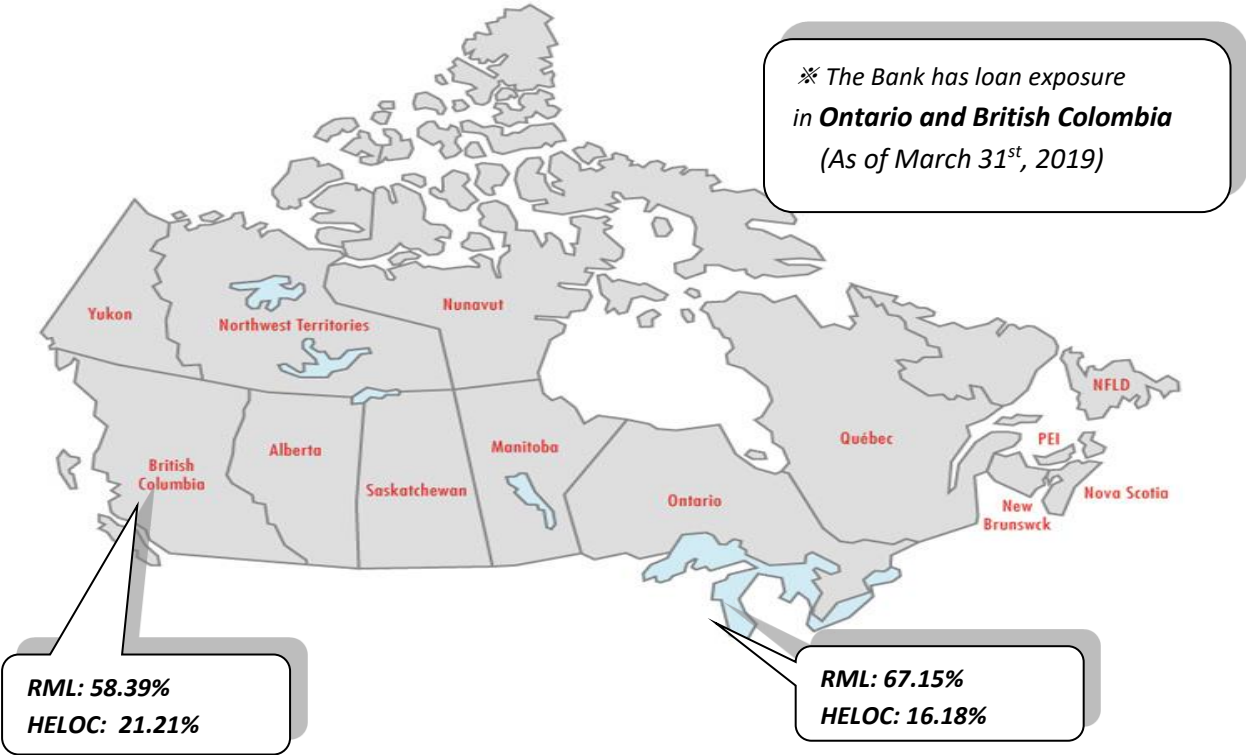 ※ The Bank has loan exposure
in Ontario and British Colombia
(As of March 31st, 2019)
Yukon
Northwest Territories
Nunavut
British
Columbia
Alberta
Saskatchewan
Manitoba
Ontario
Québec
NFLD
PEI
New
Brunswck
Nova Scotia
RML: 58.39%
HELOC: 21.21%
RML: 67.15%
HELOC: 16.18%